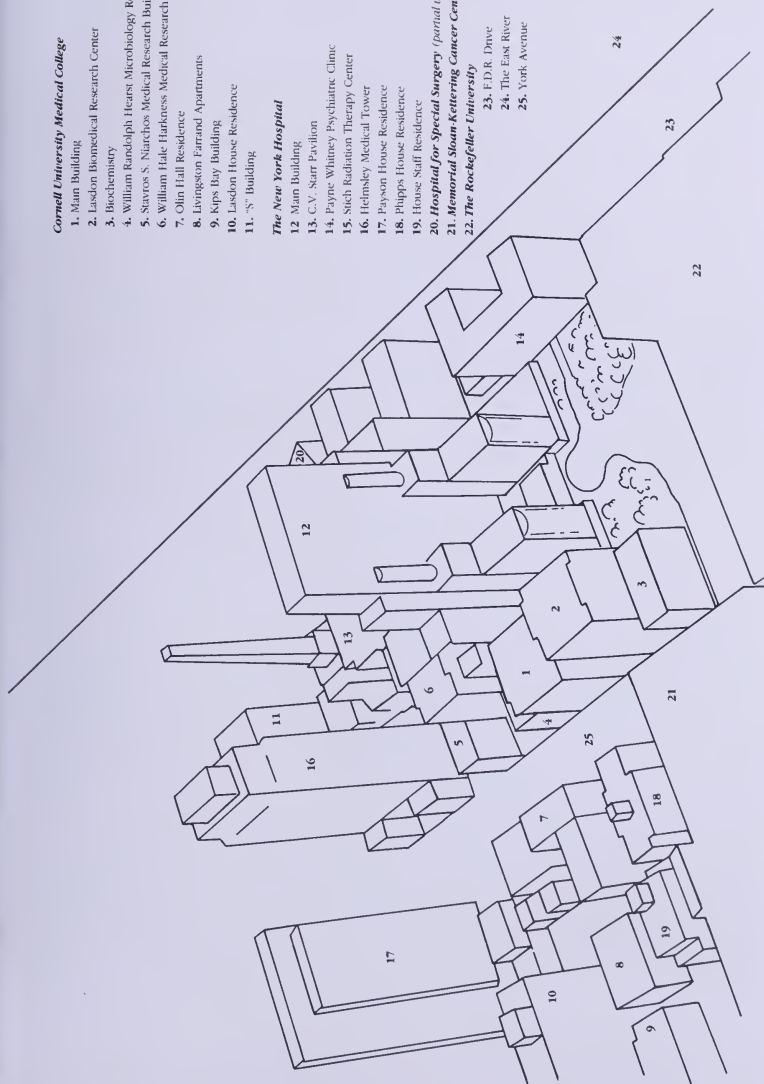 Cornell University Medical College
1. Main Building
2. Lasdon Biomedical Research Center
3. Biochemistry
4. William Randolph Hearst Microbiology R
5. Stavros S. Niarchos Medical Research Bui
6. William Hale Harkness Medical Research
7. Olin Hall Residence
8. Livingston Farrand Apartments
9. Kips Bay Building
10. Lasdon House Residence
11. "S" Building
The New York Hospital
12 Main Building
13. C.V. Starr Pavilion
14. Payne Whitney Psychiatric Clinic
15. Stich Radiation Therapy Center
16. Helmsley Medical Tower
17. Payson House Residence
18. Phipps House Residence
19. House Staff Residence
20. Hospital for Special Surgery (partial
21. Memorial Sloan-Kettering Cancer Cen
22. The Rockefeller University
23. F.D.R. Drive
24. The East River
25. York Avenue
24
23
22
14
20
12
13
3
2
1
6
11
16
5
4
25
21
7
18
17
19
8
10
9